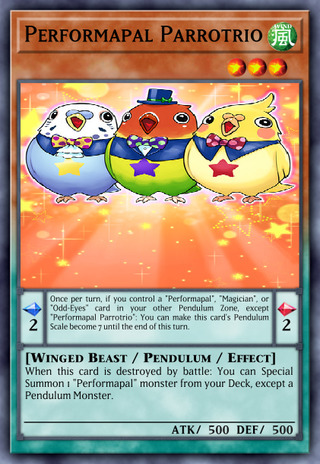 Performapal Parrotrio
WIND
風
Once per turn, if you control a "Performapal", "Magician", or
"Odd-Eyes" card in your other Pendulum Zone, except
"Performapal Parrotrio": You can make this card's Pendulum
Scale become 7 until the end of this turn.
2
2
[Winged Beast / Pendulum / Effect]
When this card is destroyed by battle: You can Special
Summon 1 "Performapal" monster from your Deck, except a
Pendulum Monster.
ATK/ 500 DEF/ 500